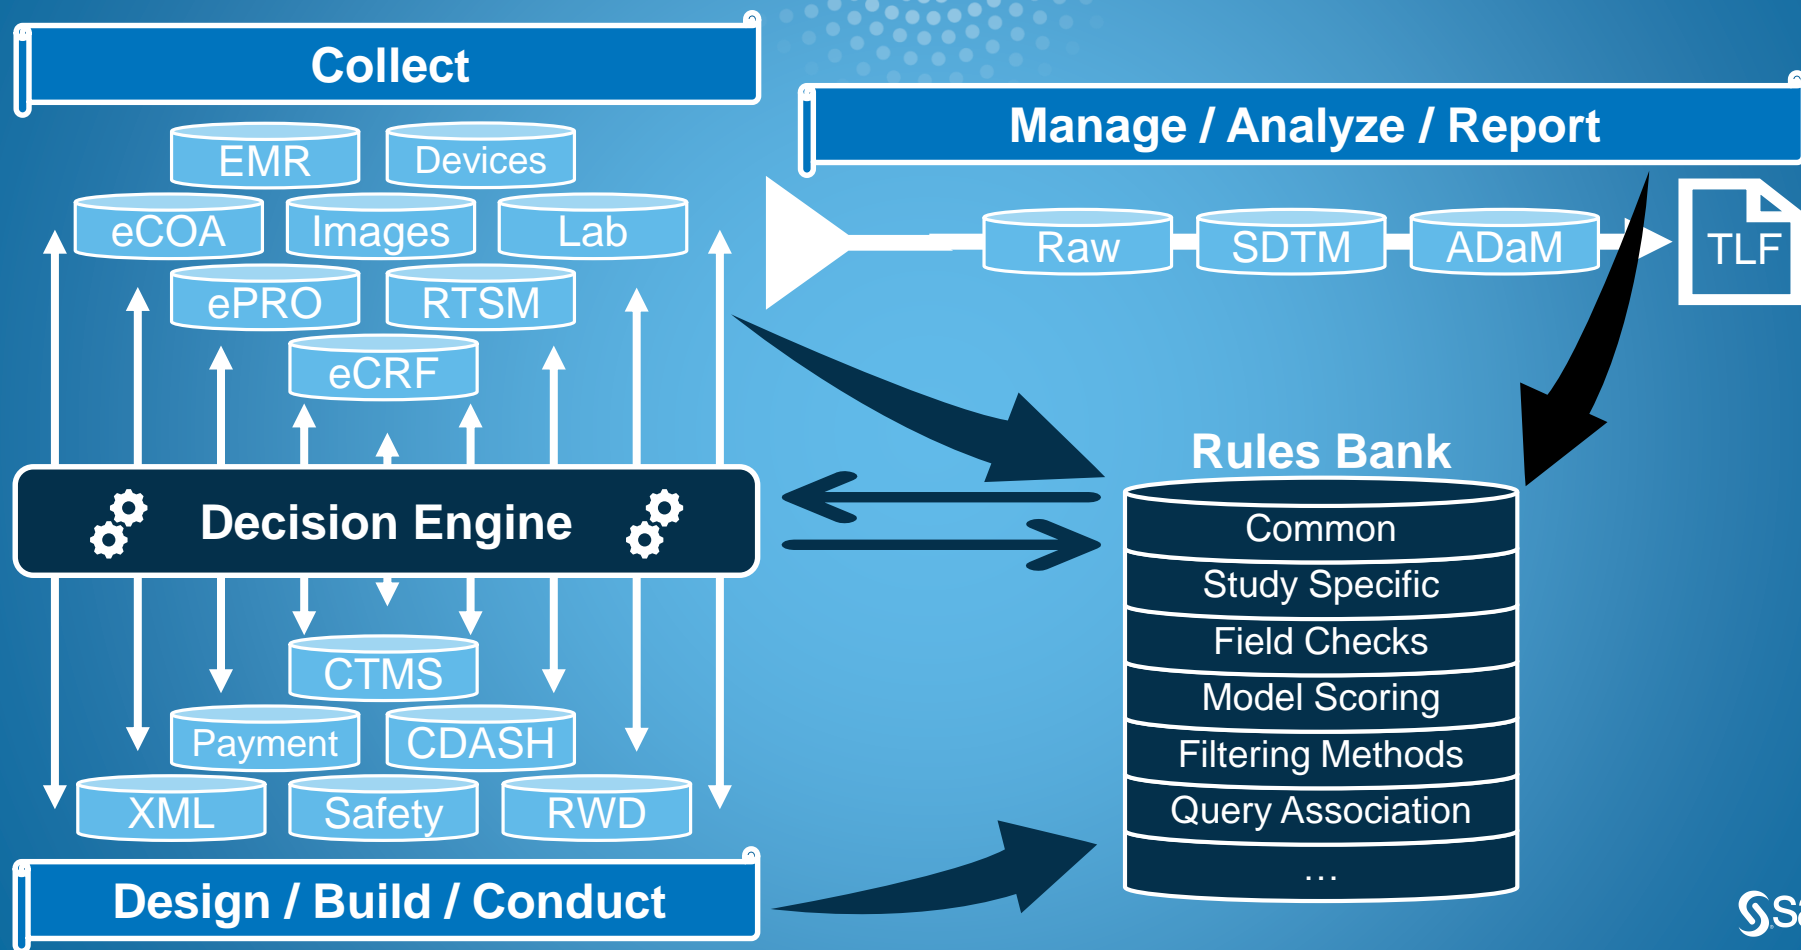 Collect
EMR
Devices
eCOA
Images
Lab
ePRO
RTSM
eCRF
Decision Engine
CTMS
Payment
CDASH
XML
Safety
RWD
Design / Build / Conduct
Manage / Analyze / Report
Raw
SDTM
ADaM
TLF
Rules Bank
Common
Study Specific
Field Checks
Model Scoring
Filtering Methods
Query Association
...